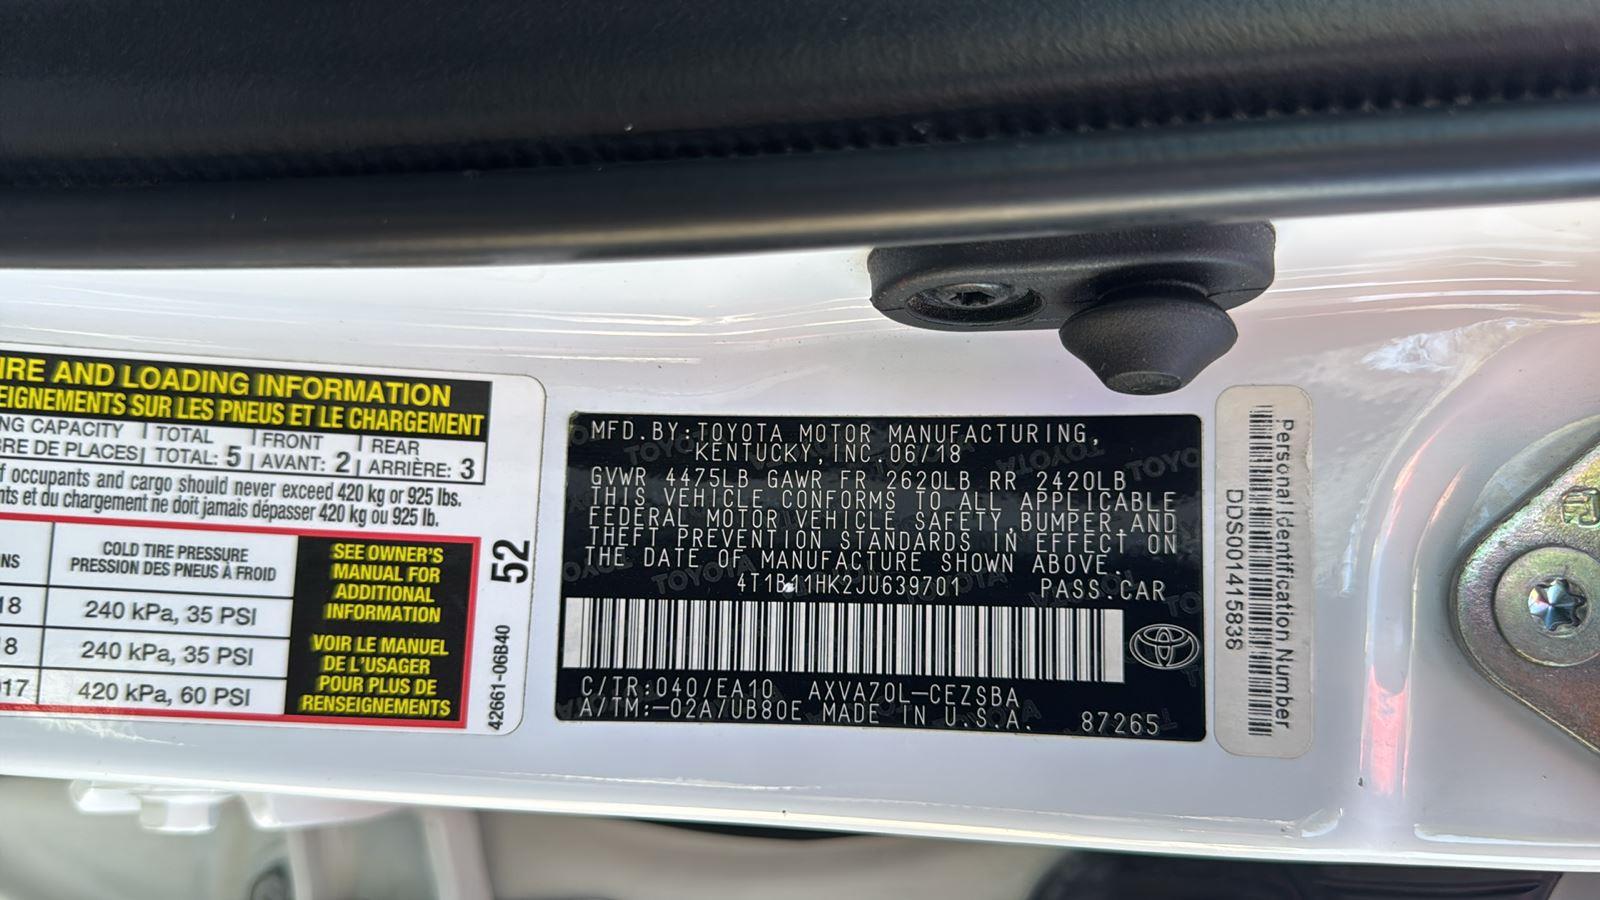 IRE AND LOADING INFORMATION
SEIGNEMENTS SUR LES PNEUS ET LE CHARGEMENT
NG CAPACITY | TOTAL | FRONT | REAR
BRE DE PLACES | TOTAL: 5 | AVANT: 2 | ARRIÈRE: 3
of occupants and cargo should never exceed 420 kg or 925 lbs.
nts et du chargement ne doit jamais dépasser 420 kg ou 925 lb.
NS
COLD TIRE PRESSURE
PRESSION DES PNEUS À FROID
18 240 kPa, 35 PSI
18 240 kPa, 35 PSI
017 420 kPa, 60 PSI
SEE OWNER'S
MANUAL FOR
ADDITIONAL
INFORMATION
VOIR LE MANUEL
DE L'USAGER
POUR PLUS DE
RENSEIGNEMENTS
52
42661-06B40
MFD.BY:TOYOTA MOTOR MANUFACTURING,
KENTUCKY, INC.06/18
GVWR 4475LB GAWR FR 2620LB RR 2420LB
THIS VEHICLE CONFORMS TO ALL APPLICABLE
FEDERAL MOTOR VEHICLE SAFETY,BUMPER,AND
THEFT PREVENTION STANDARDS IN EFFECT ON
THE DATE OF MANUFACTURE SHOWN ABOVE.
4T1B11HK2JU639701 PASS.CAR
C/TR:040/EA10 AXVA70L-CEZSBA
A/TM:-02A/UB80E MADE IN U.S.A. 87265
Personal Identification Number
DDS001415836